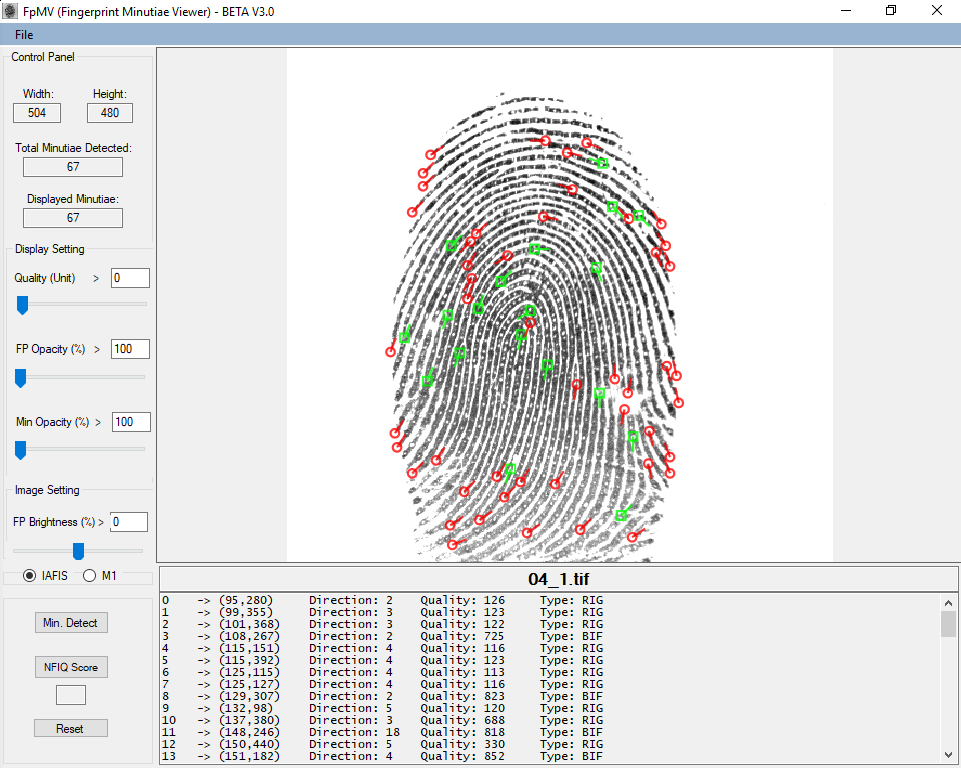 FpMV (Fingerprint Minutiae Viewer) - BETA V3.0
File
Control Panel
Width: Height:
504 480
Total Minutiae Detected:
67
Displayed Minutiae:
67
Display Setting
Quality (Unit) > 0
FP Opacity (%) > 100
Min Opacity (%) > 100
Image Setting
FP Brightness (%) > 0
IAFIS M1
Min. Detect
NFIQ Score
Reset
04_1.tif
0 -> (95,280) Direction: 2 Quality: 126 Type: RIG
1 -> (99,355) Direction: 3 Quality: 123 Type: RIG
2 -> (101,368) Direction: 3 Quality: 122 Type: RIG
3 -> (108,267) Direction: 2 Quality: 725 Type: BIF
4 -> (115,151) Direction: 4 Quality: 116 Type: RIG
5 -> (115,392) Direction: 4 Quality: 123 Type: RIG
6 -> (125,115) Direction: 4 Quality: 113 Type: RIG
7 -> (125,127) Direction: 4 Quality: 116 Type: RIG
8 -> (129,307) Direction: 2 Quality: 823 Type: BIF
9 -> (132,98) Direction: 5 Quality: 120 Type: RIG
10 -> (137,380) Direction: 3 Quality: 688 Type: RIG
11 -> (148,246) Direction: 18 Quality: 818 Type: BIF
12 -> (150,440) Direction: 5 Quality: 330 Type: RIG
13 -> (151,182) Direction: 4 Quality: 852 Type: BIF